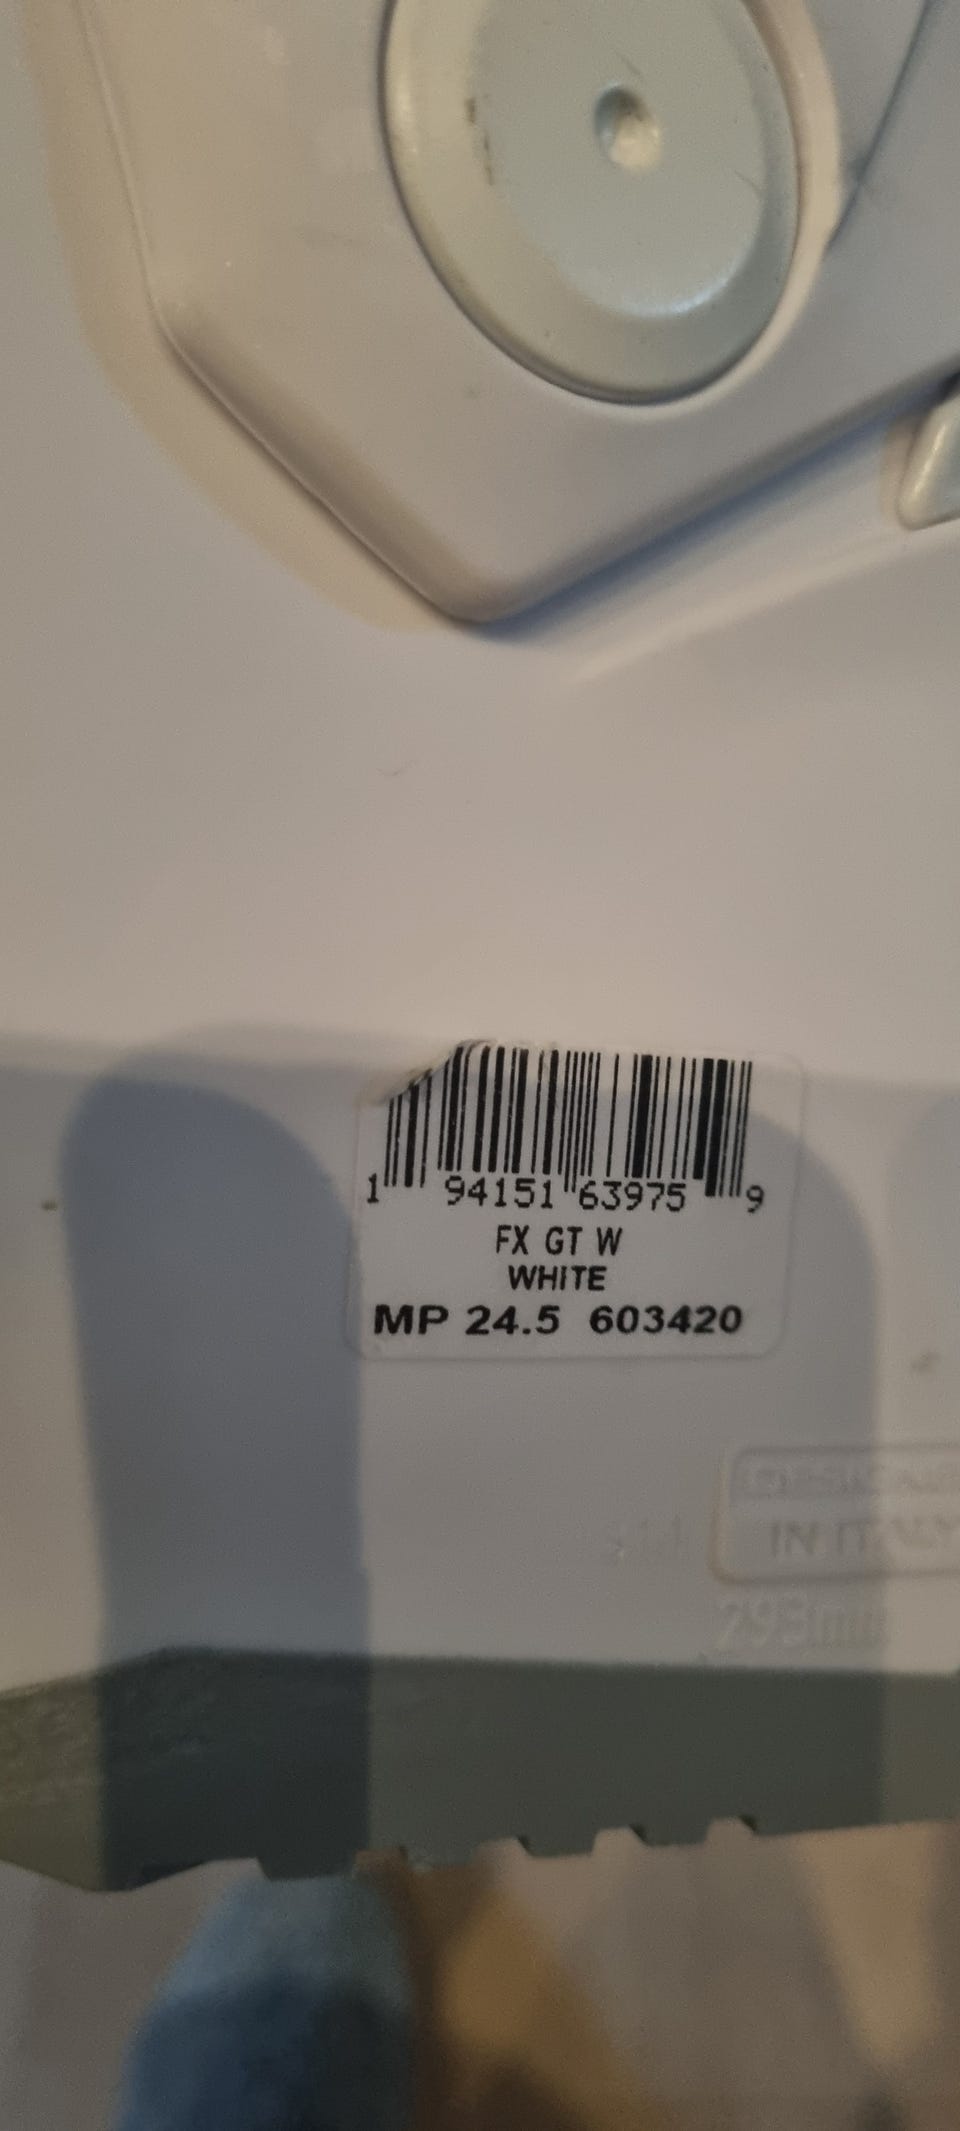 1 94151 63975 9
FX GT W
WHITE
MP 24.5 603420
IN ITALY